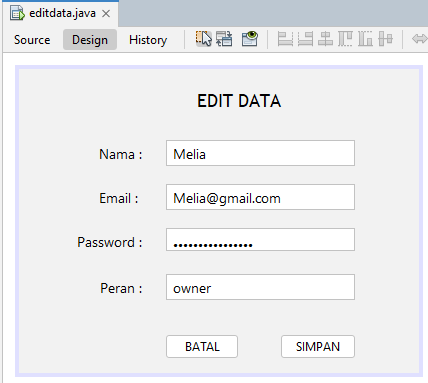 editdata.java
Source Design History
EDIT DATA
Nama : Melia
Email : Melia@gmail.com
Password : ••••••••••••••••
Peran : owner
BATAL SIMPAN